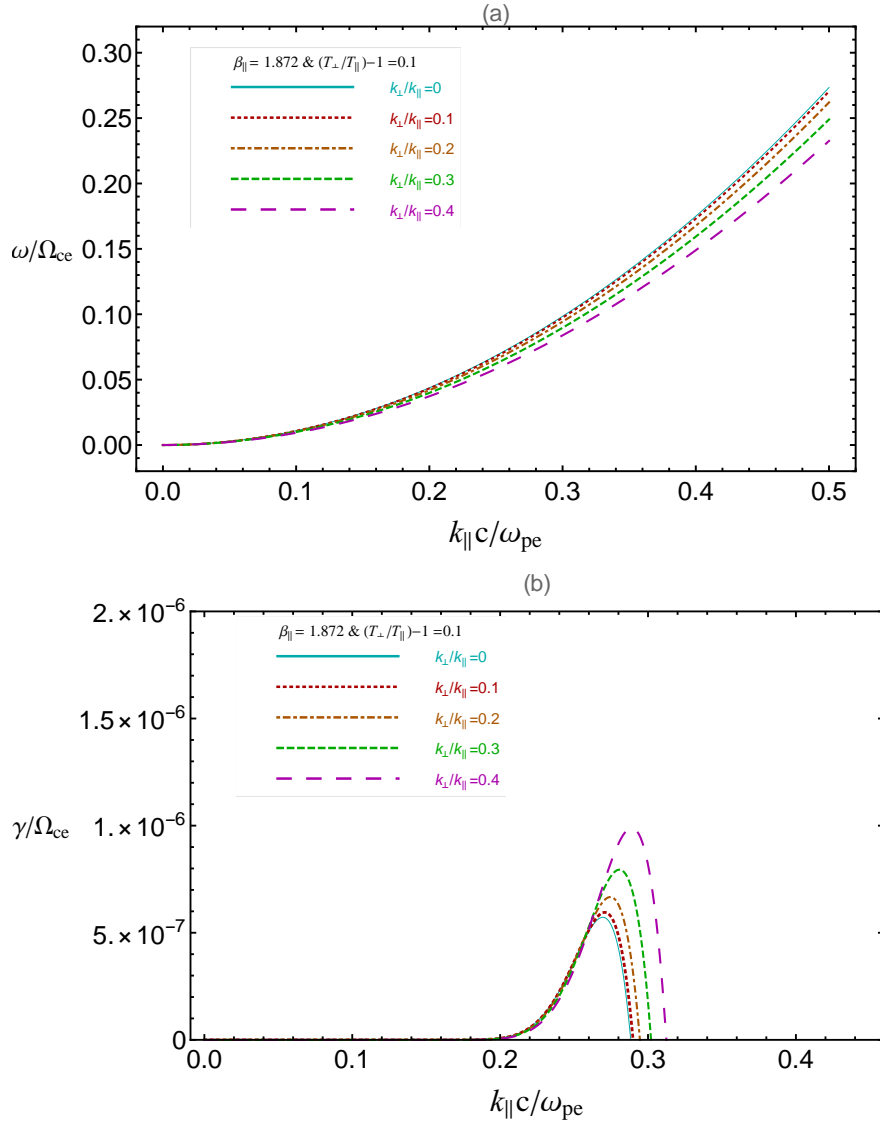 (a)
β∥ = 1.872 & (T⊥/T∥)−1 =0.1
k⊥/k∥=0
k⊥/k∥=0.1
k⊥/k∥=0.2
k⊥/k∥=0.3
k⊥/k∥=0.4
0.30
0.25
0.20
0.15
0.10
0.05
0.00
ω/Ωce
0.0 0.1 0.2 0.3 0.4 0.5
k∥c/ωpe
(b)
β∥ = 1.872 & (T⊥/T∥)−1 =0.1
k⊥/k∥=0
k⊥/k∥=0.1
k⊥/k∥=0.2
k⊥/k∥=0.3
k⊥/k∥=0.4
2. × 10⁻⁶
1.5 × 10⁻⁶
1. × 10⁻⁶
5. × 10⁻⁷
0
γ/Ωce
0.0 0.1 0.2 0.3 0.4
k∥c/ωpe